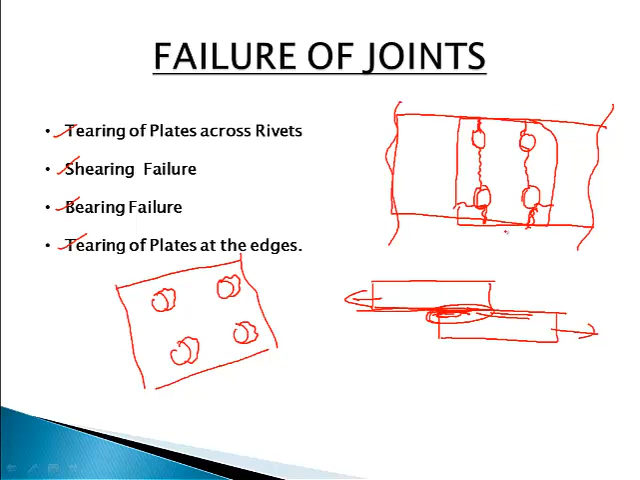 FAILURE OF JOINTS
• Tearing of Plates across Rivets
• Shearing Failure
• Bearing Failure
• Tearing of Plates at the edges.